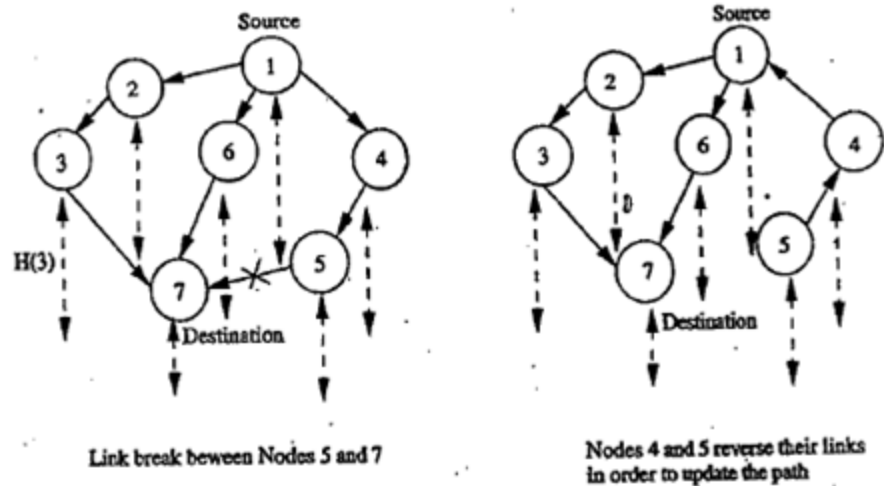 Source
1
2
3
6
4
H(3)
5
7
Destination
Link break beween Nodes 5 and 7
Source
1
2
3
6
4
5
7
Destination
Nodes 4 and 5 reverse their links
in order to update the path